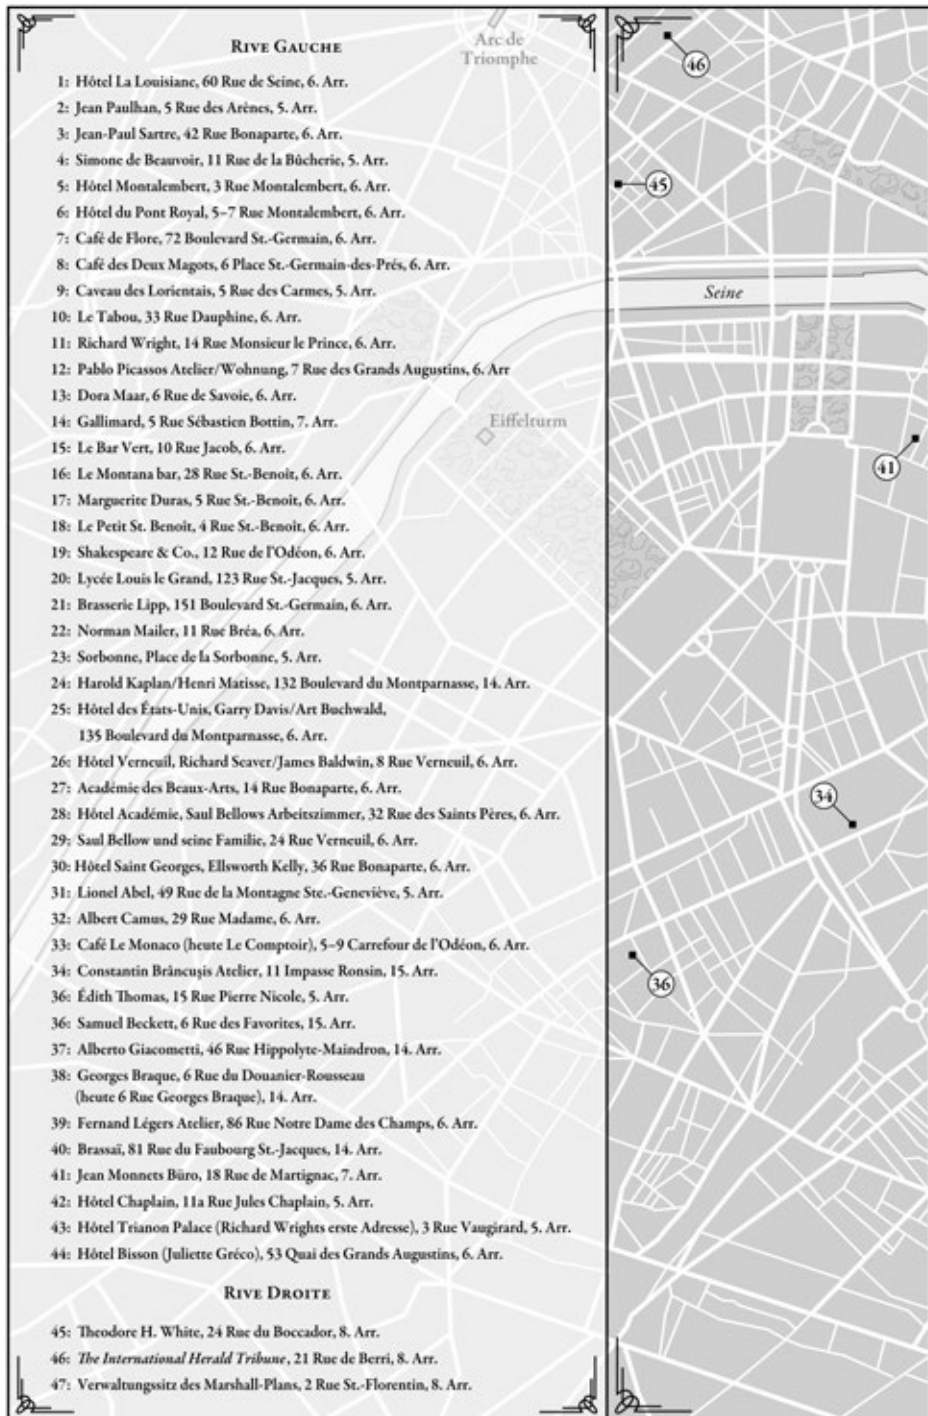 RIVE GAUCHE
1: Hôtel La Louisiane, 60 Rue de Seine, 6. Arr.
2: Jean Paulhan, 5 Rue des Arènes, 5. Arr.
3: Jean-Paul Sartre, 42 Rue Bonaparte, 6. Arr.
4: Simone de Beauvoir, 11 Rue de la Bûcherie, 5. Arr.
5: Hôtel Montalembert, 3 Rue Montalembert, 6. Arr.
6: Hôtel du Pont Royal, 5–7 Rue Montalembert, 6. Arr.
7: Café de Flore, 72 Boulevard St.-Germain, 6. Arr.
8: Café des Deux Magots, 6 Place St.-Germain-des-Prés, 6. Arr.
9: Caveau des Lorientais, 5 Rue des Carmes, 5. Arr.
10: Le Tabou, 33 Rue Dauphine, 6. Arr.
11: Richard Wright, 14 Rue Monsieur le Prince, 6. Arr.
12: Pablo Picassos Atelier/Wohnung, 7 Rue des Grands Augustins, 6. Arr
13: Dora Maar, 6 Rue de Savoie, 6. Arr.
14: Gallimard, 5 Rue Sébastien Bottin, 7. Arr.
15: Le Bar Vert, 10 Rue Jacob, 6. Arr.
16: Le Montana bar, 28 Rue St.-Benoît, 6. Arr.
17: Marguerite Duras, 5 Rue St.-Benoît, 6. Arr.
18: Le Petit St. Benoît, 4 Rue St.-Benoît, 6. Arr.
19: Shakespeare & Co., 12 Rue de l'Odéon, 6. Arr.
20: Lycée Louis le Grand, 123 Rue St.-Jacques, 5. Arr.
21: Brasserie Lipp, 151 Boulevard St.-Germain, 6. Arr.
22: Norman Mailer, 11 Rue Bréa, 6. Arr.
23: Sorbonne, Place de la Sorbonne, 5. Arr.
24: Harold Kaplan/Henri Matisse, 132 Boulevard du Montparnasse, 14. Arr.
25: Hôtel des États-Unis, Garry Davis/Art Buchwald,
135 Boulevard du Montparnasse, 6. Arr.
26: Hôtel Verneuil, Richard Seaver/James Baldwin, 8 Rue Verneuil, 6. Arr.
27: Académie des Beaux-Arts, 14 Rue Bonaparte, 6. Arr.
28: Hôtel Académie, Saul Bellows Arbeitszimmer, 32 Rue des Saints Pères, 6. Arr.
29: Saul Bellow und seine Familie, 24 Rue Verneuil, 6. Arr.
30: Hôtel Saint Georges, Ellsworth Kelly, 36 Rue Bonaparte, 6. Arr.
31: Lionel Abel, 49 Rue de la Montagne Ste.-Geneviève, 5. Arr.
32: Albert Camus, 29 Rue Madame, 6. Arr.
33: Café Le Monaco (heute Le Comptoir), 5–9 Carrefour de l'Odéon, 6. Arr.
34: Constantin Brâncuşis Atelier, 11 Impasse Ronsin, 15. Arr.
36: Édith Thomas, 15 Rue Pierre Nicole, 5. Arr.
36: Samuel Beckett, 6 Rue des Favorites, 15. Arr.
37: Alberto Giacometti, 46 Rue Hippolyte-Maindron, 14. Arr.
38: Georges Braque, 6 Rue du Douanier-Rousseau
(heute 6 Rue Georges Braque), 14. Arr.
39: Fernand Légers Atelier, 86 Rue Notre Dame des Champs, 6. Arr.
40: Brassaï, 81 Rue du Faubourg St.-Jacques, 14. Arr.
41: Jean Monnets Büro, 18 Rue de Martignac, 7. Arr.
42: Hôtel Chaplain, 11a Rue Jules Chaplain, 5. Arr.
43: Hôtel Trianon Palace (Richard Wrights erste Adresse), 3 Rue Vaugirard, 5. Arr.
44: Hôtel Bisson (Juliette Gréco), 53 Quai des Grands Augustins, 6. Arr.
RIVE DROITE
45: Theodore H. White, 24 Rue du Boccador, 8. Arr.
46: The International Herald Tribune, 21 Rue de Berri, 8. Arr.
47: Verwaltungssitz des Marshall-Plans, 2 Rue St.-Florentin, 8. Arr.
Arc de
Triomphe
Eiffelturm
46
45
Seine
41
34
36